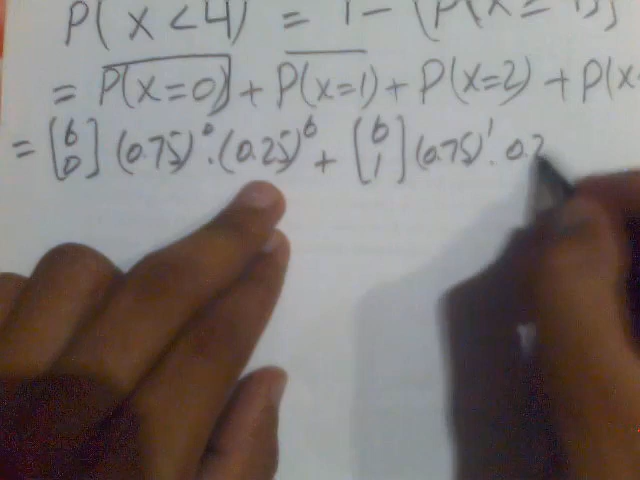 P(x<4) = 1 - (P(x≥
= P(x=0) + P(x=1) + P(x=2) + P(x
= [6 0] (0.75)⁰.(0.25)⁶ + [6 1] (0.75)¹. 0.2